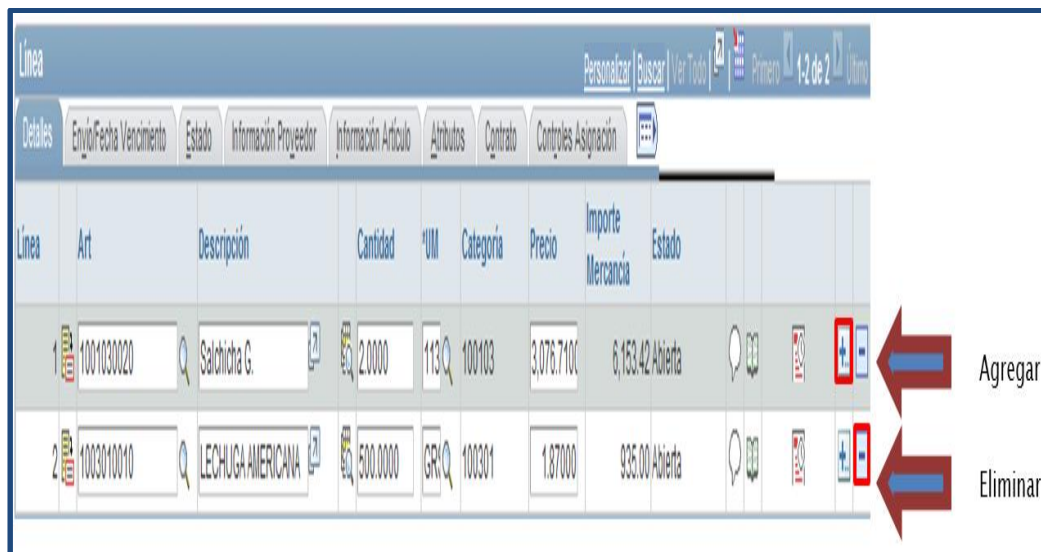 Línea
Personalizar | Buscar | Ver Todo | | Primero 1-2 de 2 Último
Detalles Envío/Fecha Vencimiento Estado Información Proveedor Información Artículo Atributos Contrato Controles Asignación
Línea Art Descripción Cantidad *UM Categoría Precio Importe Mercancía Estado
1 1001030020 Salchicha G. 2.0000 113 100103 3,076.7100 6,153.42 Abierta
Agregar
2 1003010010 LECHUGA AMERICANA 500.0000 GRS 100301 1.87000 935.00 Abierta
Eliminar